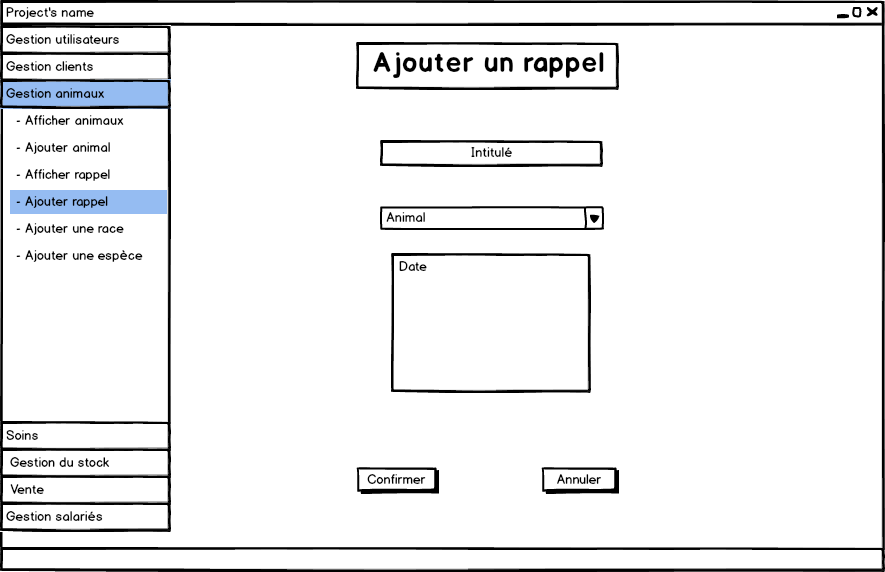 Project's name
Gestion utilisateurs
Gestion clients
Gestion animaux
- Afficher animaux
- Ajouter animal
- Afficher rappel
- Ajouter rappel
- Ajouter une race
- Ajouter une espèce
Soins
Gestion du stock
Vente
Gestion salariés
Ajouter un rappel
Intitulé
Animal
Date
Confirmer
Annuler